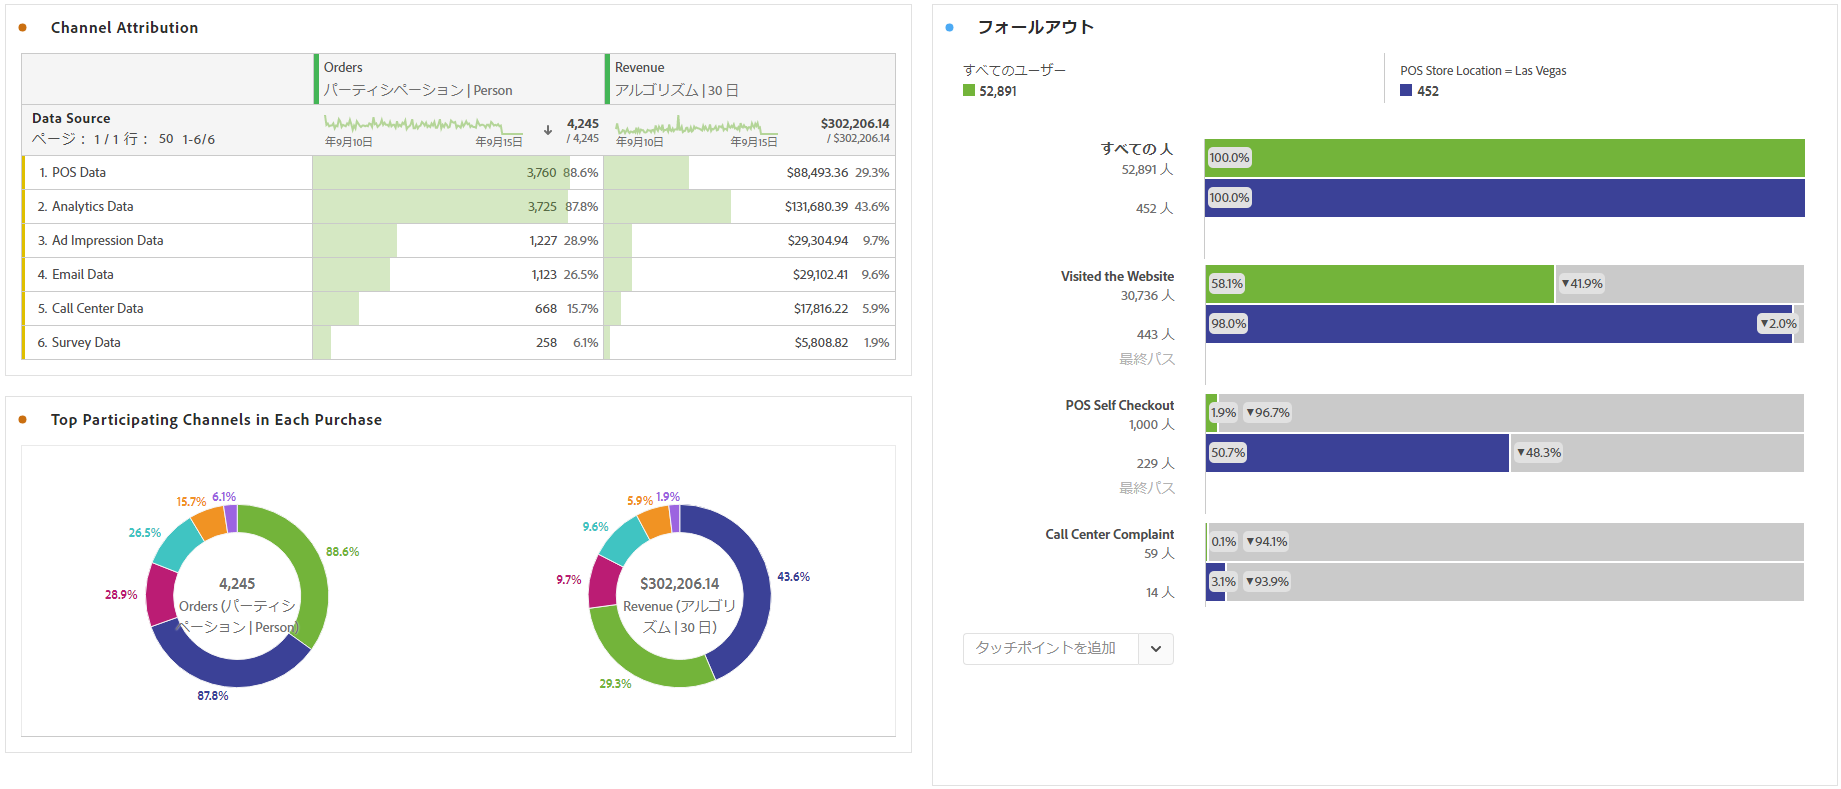 Channel Attribution
Orders
パーティシペーション | Person
Revenue
アルゴリズム | 30 日
Data Source
ページ： 1 / 1 行： 50 1-6/6
年9月10日
年9月15日
4,245
/ 4,245
年9月10日
年9月15日
$302,206.14
/ $302,206.14
1. POS Data 3,760 88.6% $88,493.36 29.3%
2. Analytics Data 3,725 87.8% $131,680.39 43.6%
3. Ad Impression Data 1,227 28.9% $29,304.94 9.7%
4. Email Data 1,123 26.5% $29,102.41 9.6%
5. Call Center Data 668 15.7% $17,816.22 5.9%
6. Survey Data 258 6.1% $5,808.82 1.9%
Top Participating Channels in Each Purchase
6.1%
15.7%
26.5%
28.9%
87.8%
88.6%
4,245
Orders (パーティシ
ペーション | Person)
1.9%
5.9%
9.6%
9.7%
29.3%
43.6%
$302,206.14
Revenue (アルゴリ
ズム | 30 日)
フォールアウト
すべてのユーザー
52,891
POS Store Location = Las Vegas
452
すべての 人
52,891 人
100.0%
452 人
100.0%
Visited the Website
30,736 人
58.1% ▼41.9%
443 人
98.0% ▼2.0%
最終パス
POS Self Checkout
1,000 人
1.9% ▼96.7%
229 人
50.7% ▼48.3%
最終パス
Call Center Complaint
59 人
0.1% ▼94.1%
14 人
3.1% ▼93.9%
タッチポイントを追加